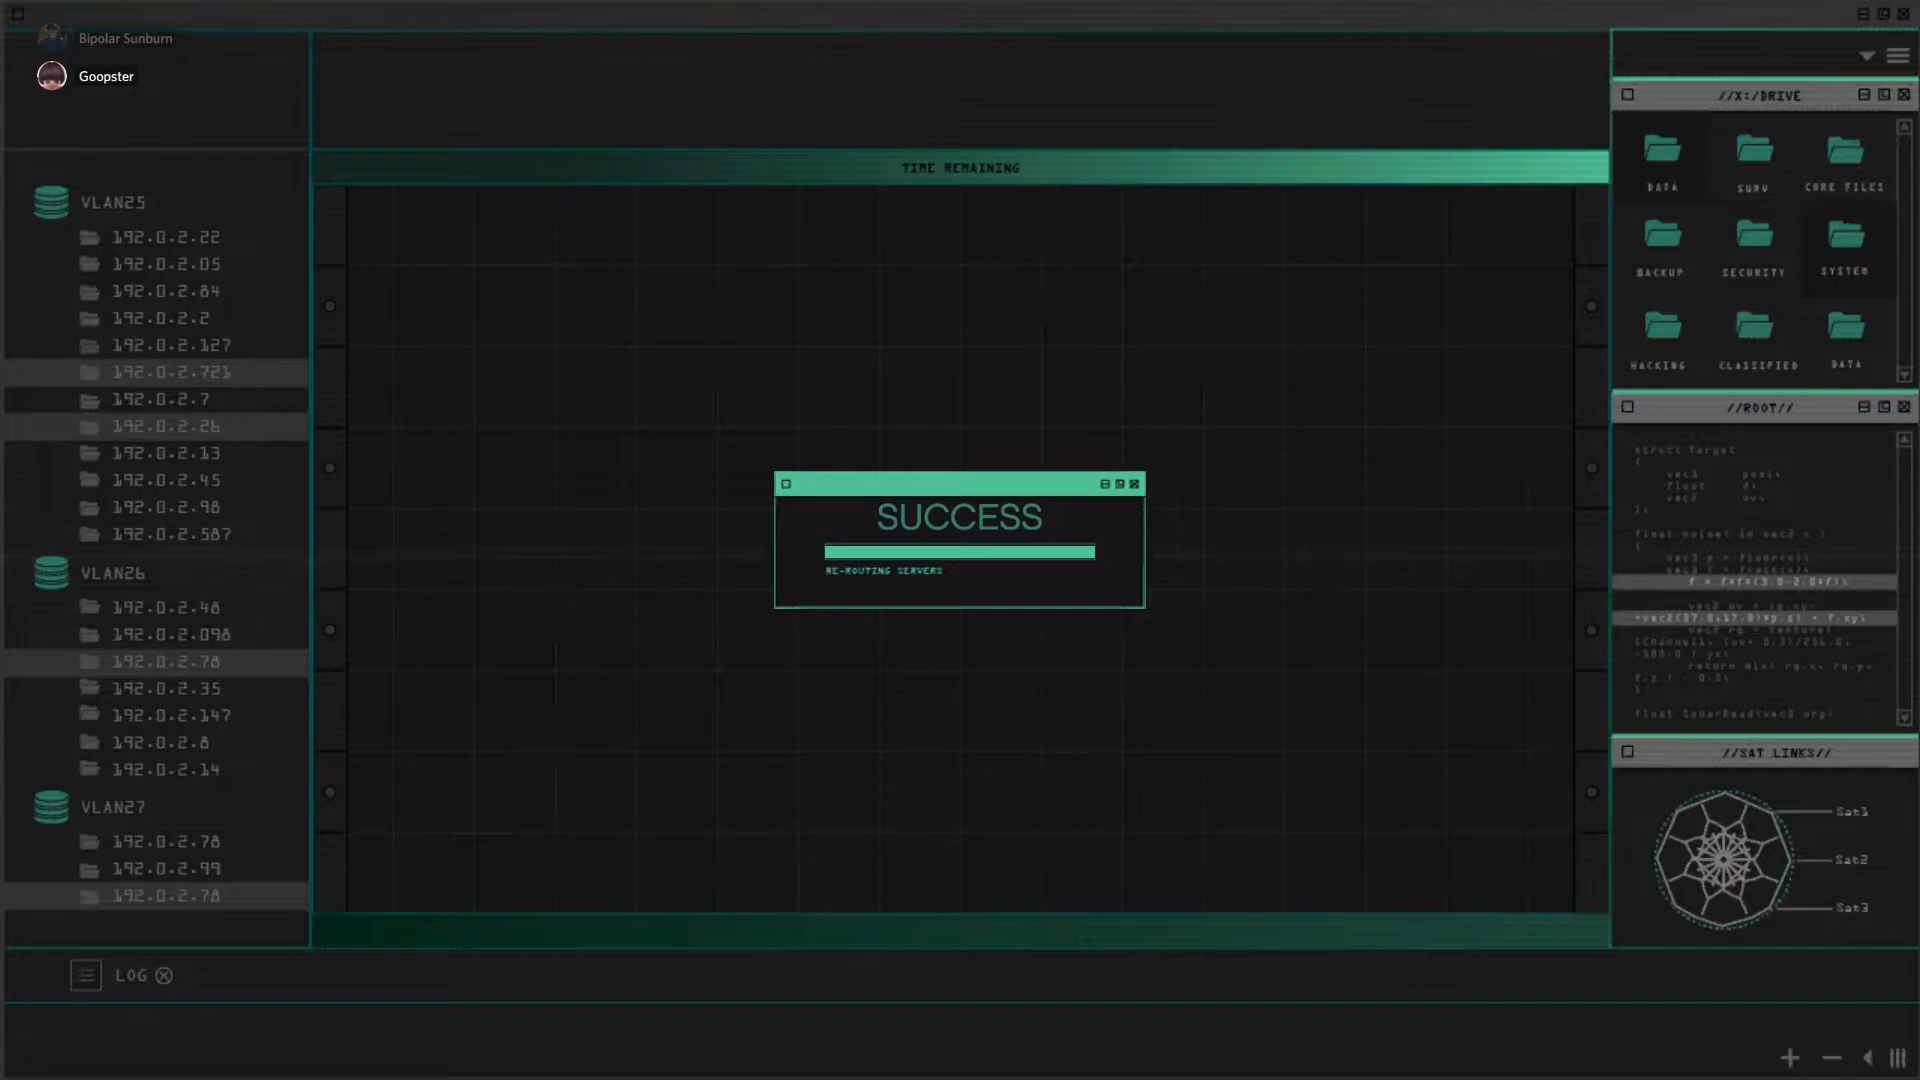 Bipolar Sunburn
Goopster
TIME REMAINING
VLAN25
192.0.2.22
192.0.2.05
192.0.2.84
192.0.2.2
192.0.2.127
192.0.2.721
192.0.2.7
192.0.2.26
192.0.2.13
192.0.2.45
192.0.2.98
192.0.2.587
VLAN26
192.0.2.48
192.0.2.098
192.0.2.78
192.0.2.35
192.0.2.147
192.0.2.8
192.0.2.14
VLAN27
192.0.2.78
192.0.2.99
192.0.2.78
SUCCESS
RE-ROUTING SERVERS
//X:/DRIVE
DATA SURV CORE FILES
BACKUP SECURITY SYSTEM
HACKING CLASSIFIED DATA
//ROOT//
struct Target
{
vec3
float
vec2
};
{
//SAT LINKS//
Sat1
Sat2
Sat3
LOG